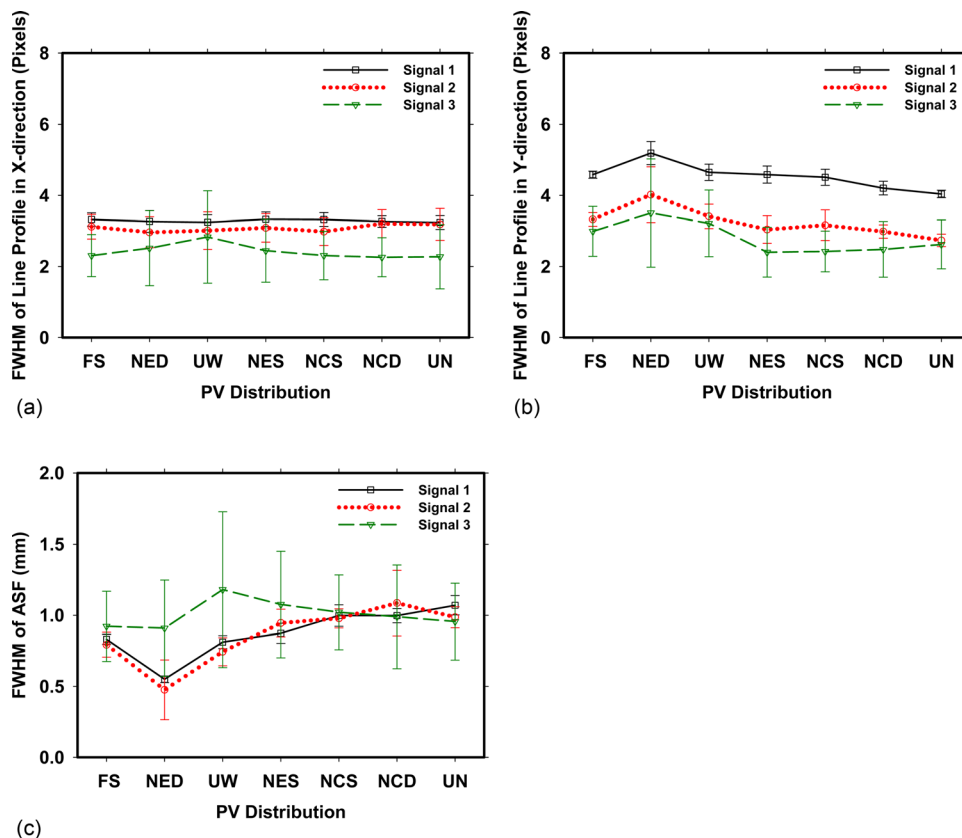 FWHM of Line Profile in X-direction (Pixels)
8
6
4
2
0
Signal 1
Signal 2
Signal 3
FS NED UW NES NCS NCD UN
PV Distribution
(a)
FWHM of Line Profile in Y-direction (Pixels)
8
6
4
2
0
Signal 1
Signal 2
Signal 3
FS NED UW NES NCS NCD UN
PV Distribution
(b)
FWHM of ASF (mm)
2.0
1.5
1.0
0.5
0.0
Signal 1
Signal 2
Signal 3
FS NED UW NES NCS NCD UN
PV Distribution
(c)